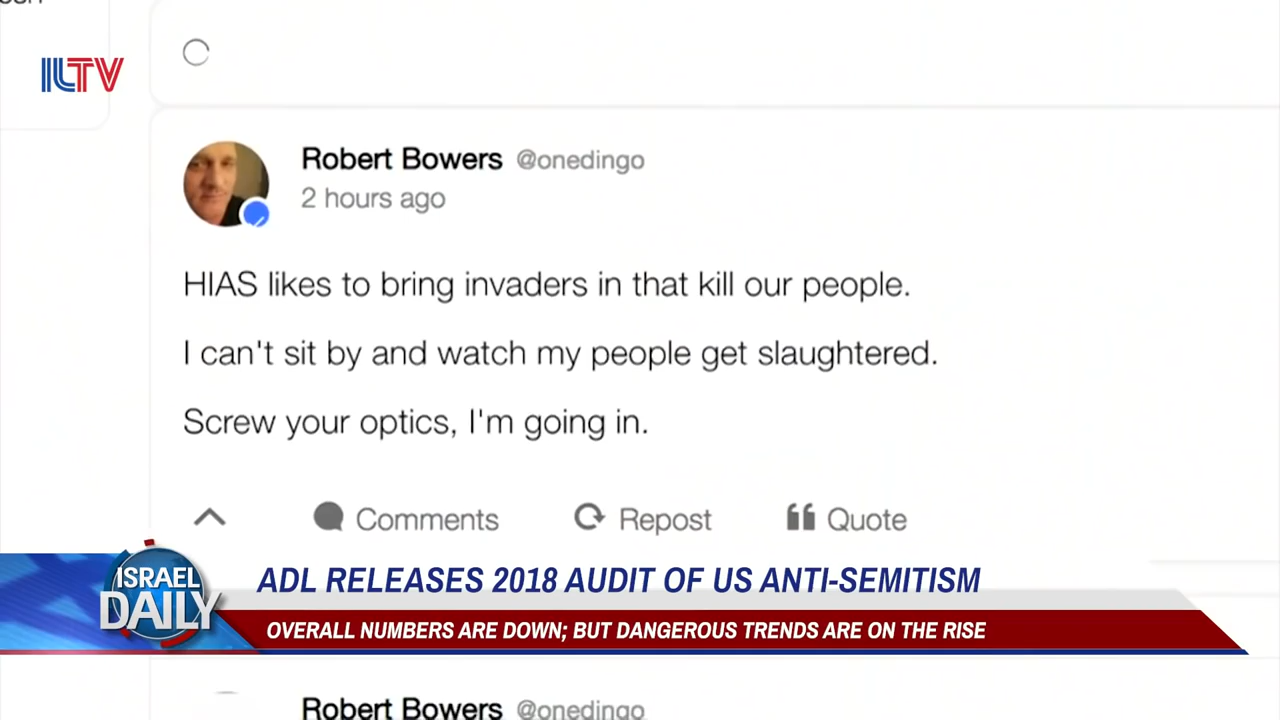 ILTV
Robert Bowers @onedingo
2 hours ago
HIAS likes to bring invaders in that kill our people.
I can't sit by and watch my people get slaughtered.
Screw your optics, I'm going in.
Comments Repost Quote
ISRAEL
DAILY
ADL RELEASES 2018 AUDIT OF US ANTI-SEMITISM
OVERALL NUMBERS ARE DOWN; BUT DANGEROUS TRENDS ARE ON THE RISE
Robert Bowers @onedingo